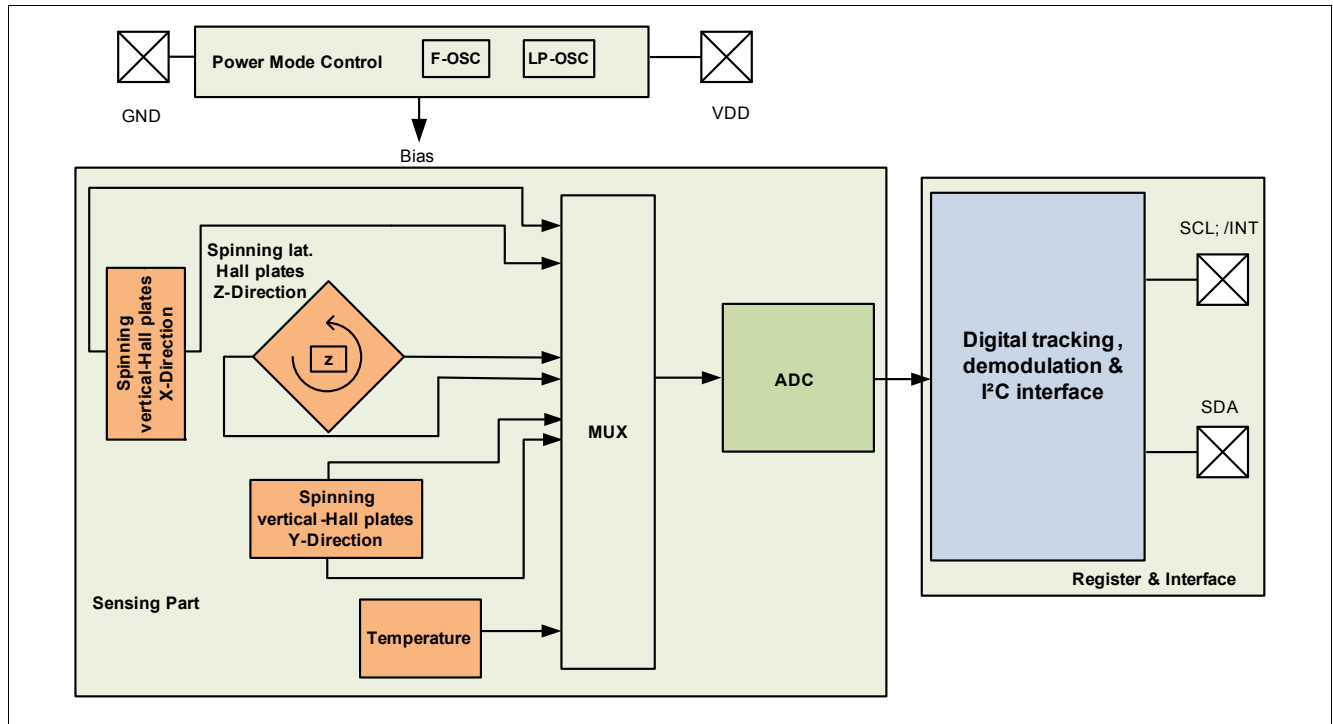 Power Mode Control
F-OSC
LP-OSC
GND
VDD
Bias
Spinning
vertical-Hall plates
X-Direction
Spinning lat.
Hall plates
Z-Direction
z
Spinning
vertical-Hall plates
Y-Direction
Temperature
Sensing Part
MUX
ADC
Digital tracking,
demodulation &
I²C interface
SCL; /INT
SDA
Register & Interface